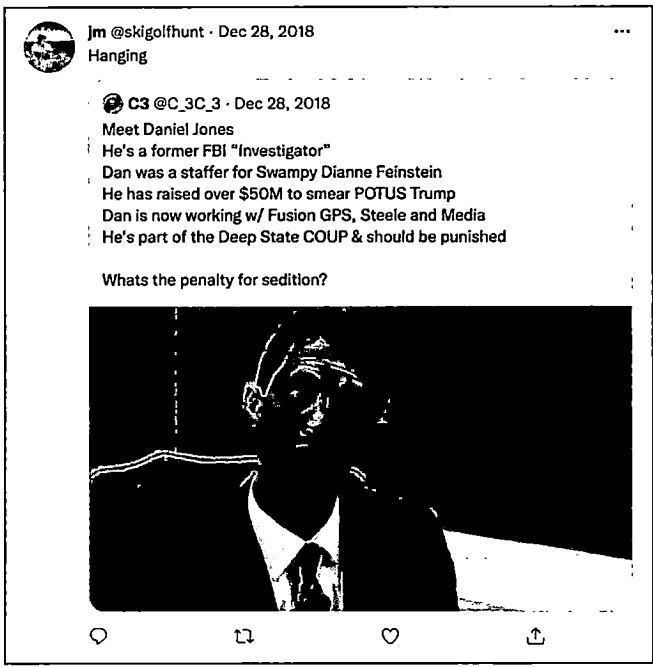 jm @skigolfhunt · Dec 28, 2018
Hanging
C3 @C_3C_3 · Dec 28, 2018
Meet Daniel Jones
He's a former FBI "Investigator"
Dan was a staffer for Swampy Dianne Feinstein
He has raised over $50M to smear POTUS Trump
Dan is now working w/ Fusion GPS, Steele and Media
He's part of the Deep State COUP & should be punished
Whats the penalty for sedition?